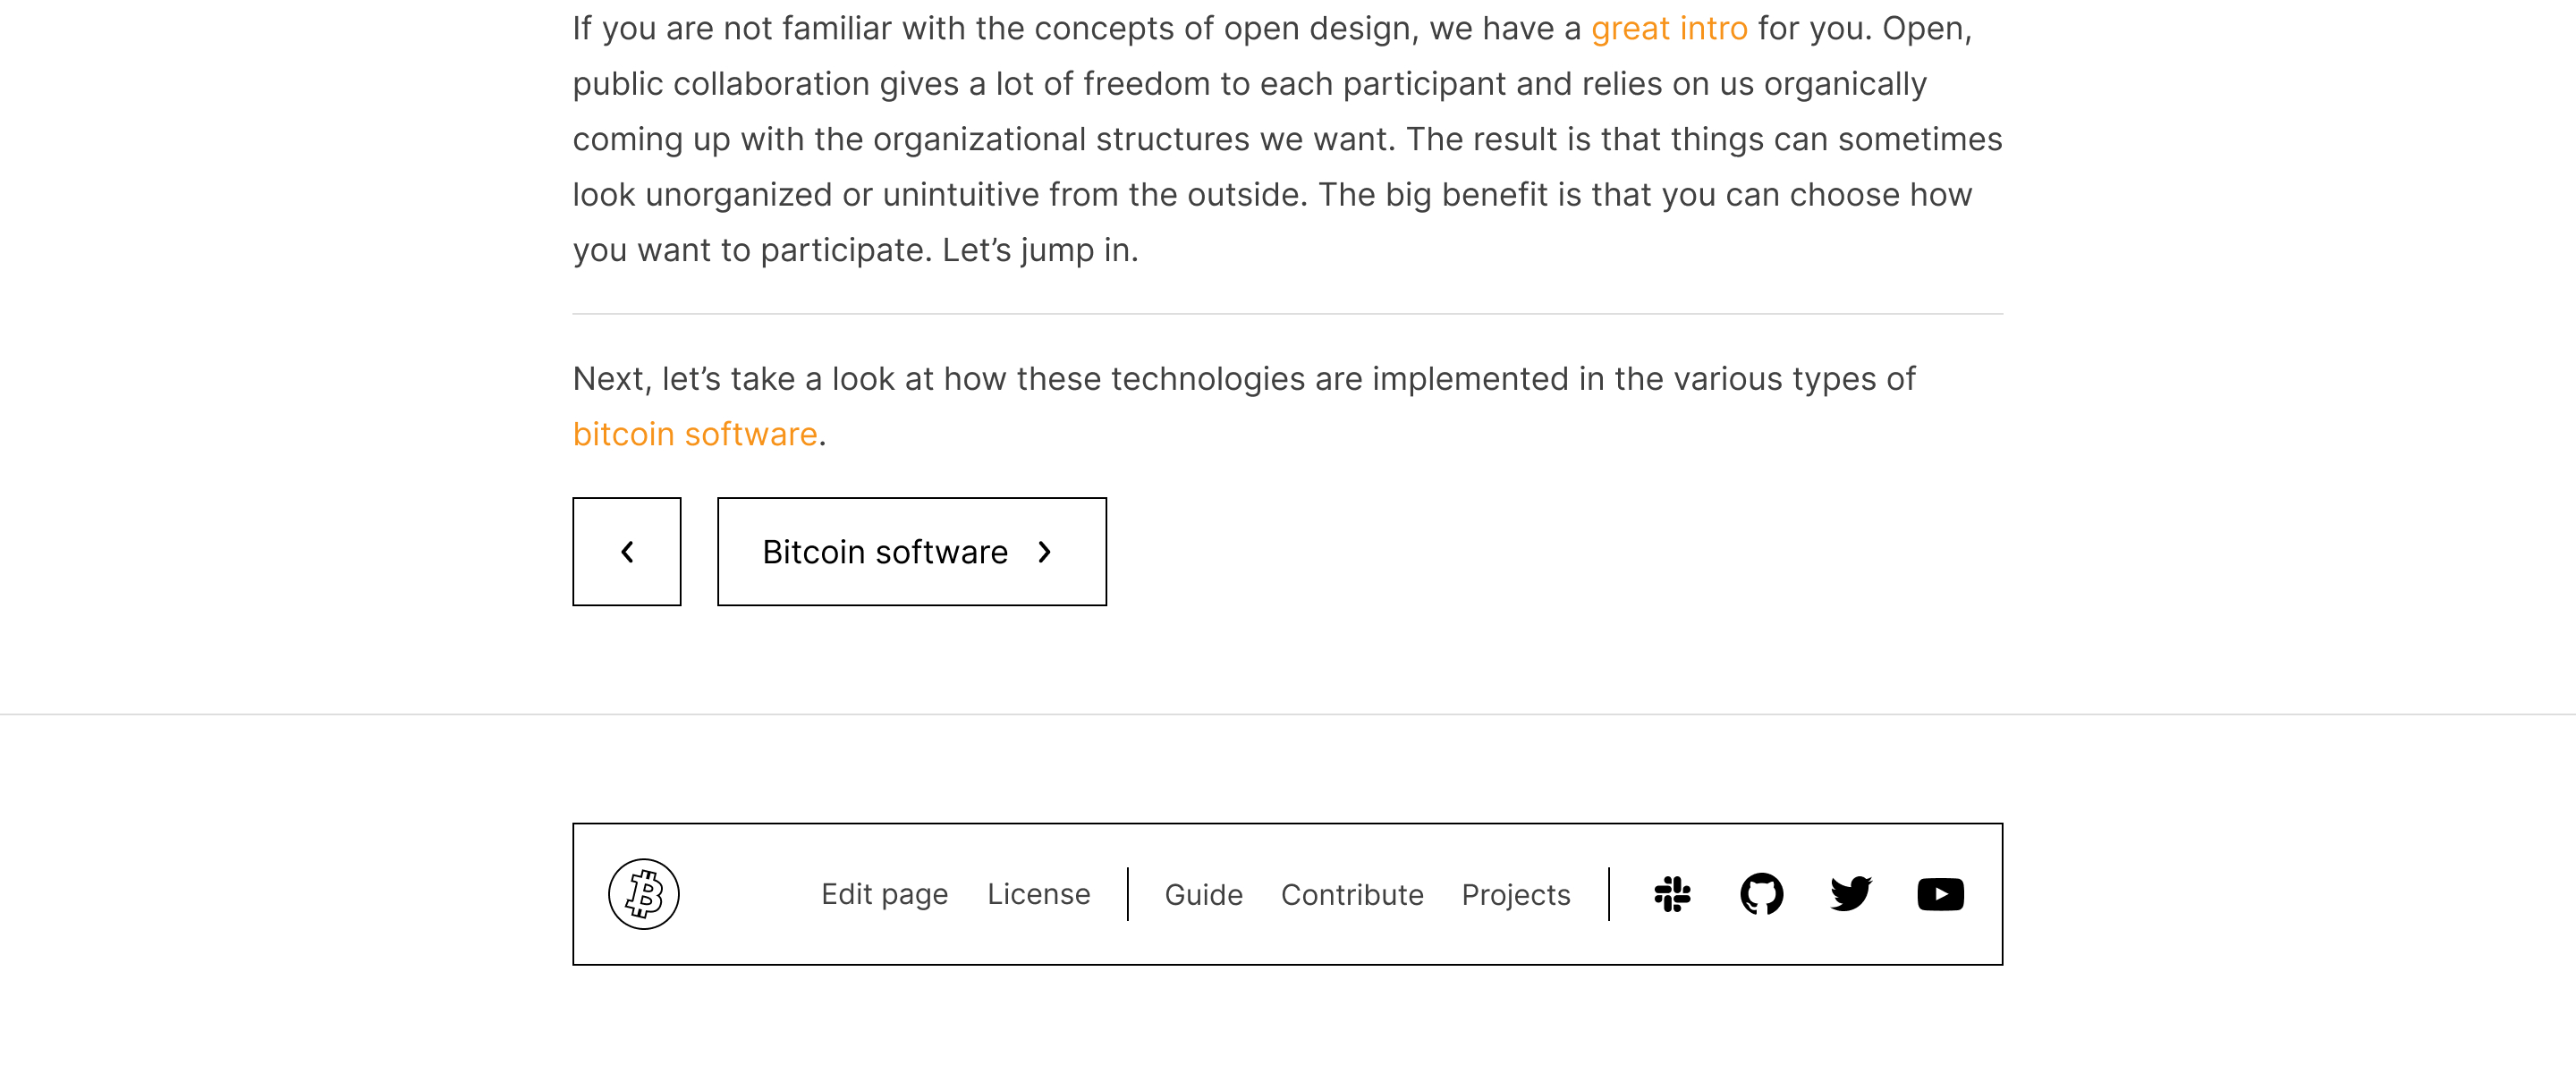 If you are not familiar with the concepts of open design, we have a great intro for you. Open,
public collaboration gives a lot of freedom to each participant and relies on us organically
coming up with the organizational structures we want. The result is that things can sometimes
look unorganized or unintuitive from the outside. The big benefit is that you can choose how
you want to participate. Let’s jump in.
Next, let’s take a look at how these technologies are implemented in the various types of
bitcoin software.
Bitcoin software
Edit page License Guide Contribute Projects